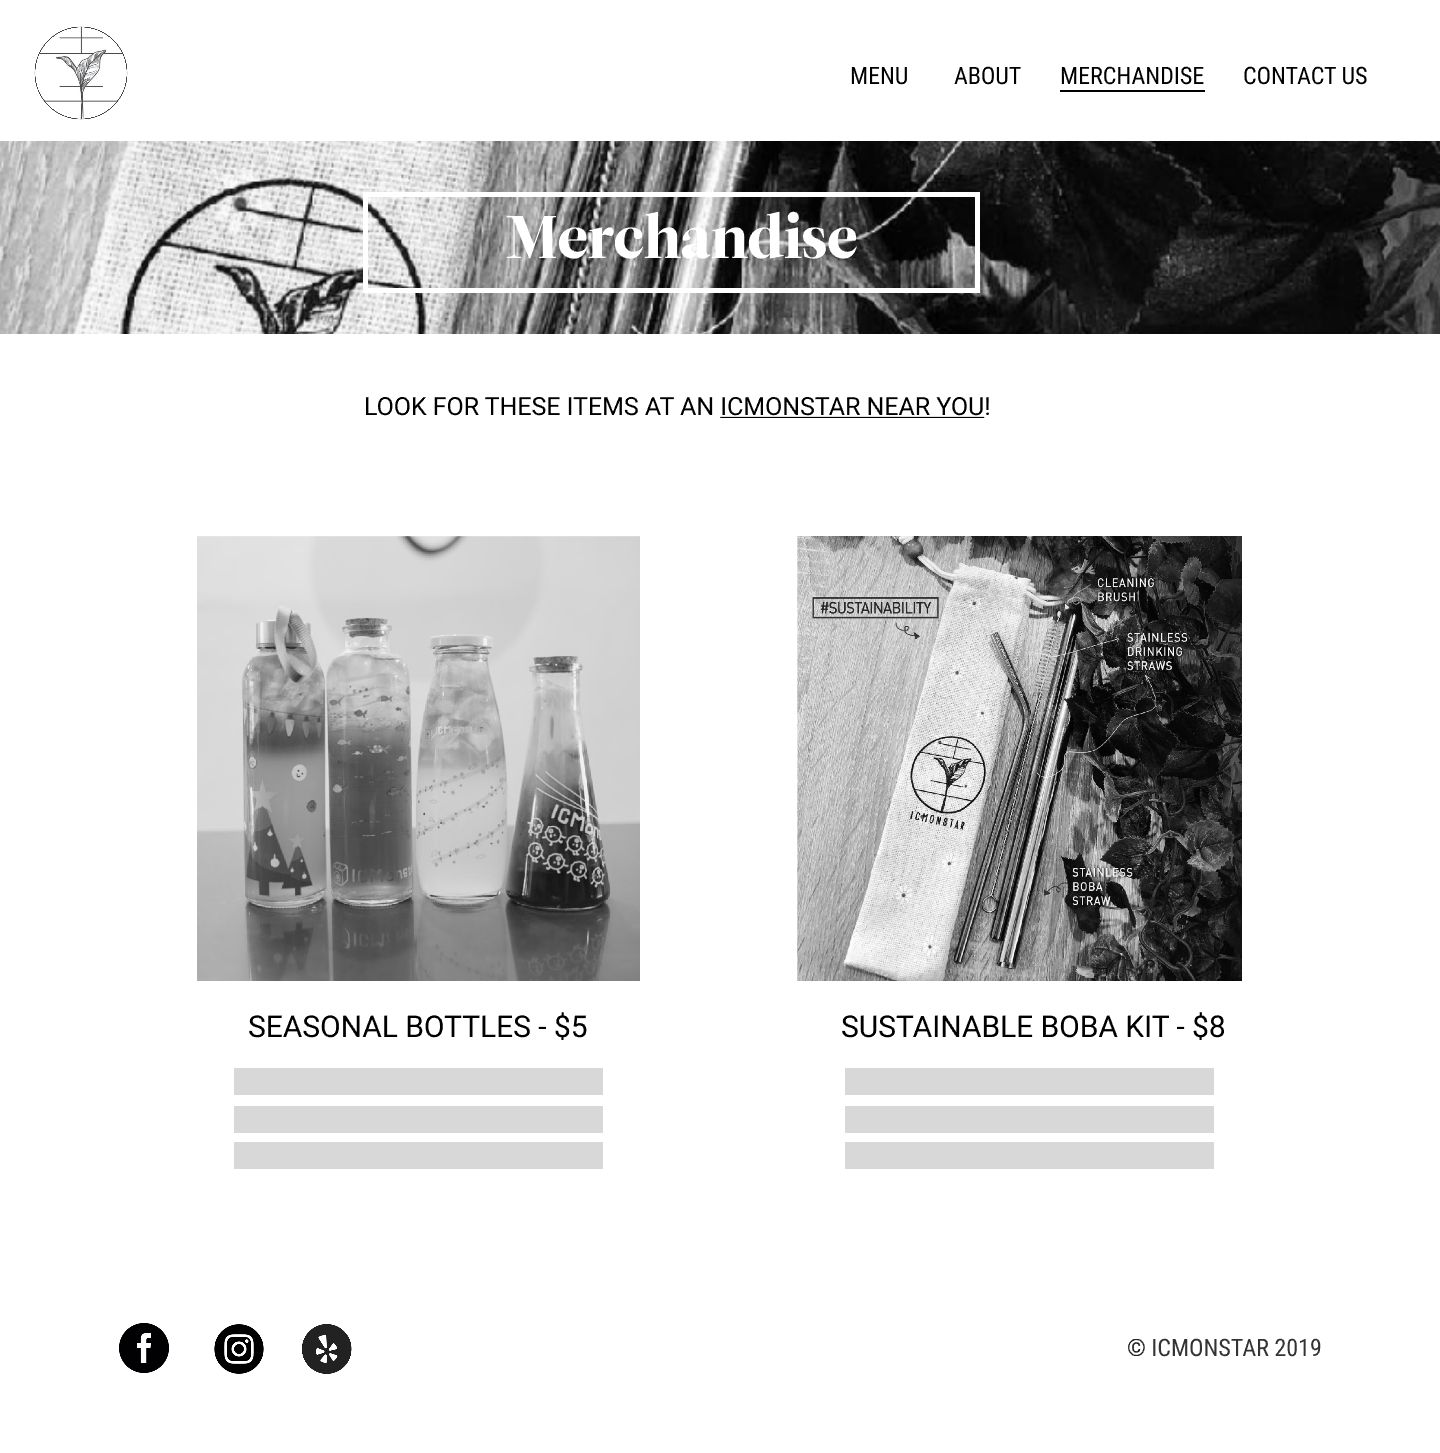 MENU
ABOUT
MERCHANDISE
CONTACT US
Merchandise
LOOK FOR THESE ITEMS AT AN ICMONSTAR NEAR YOU!
#SUSTAINABILITY
CLEANING
BRUSH
STAINLESS
DRINKING
STRAWS
ICMONSTAR
STAINLESS
BOBA
STRAW
SEASONAL BOTTLES - $5
SUSTAINABLE BOBA KIT - $8
© ICMONSTAR 2019